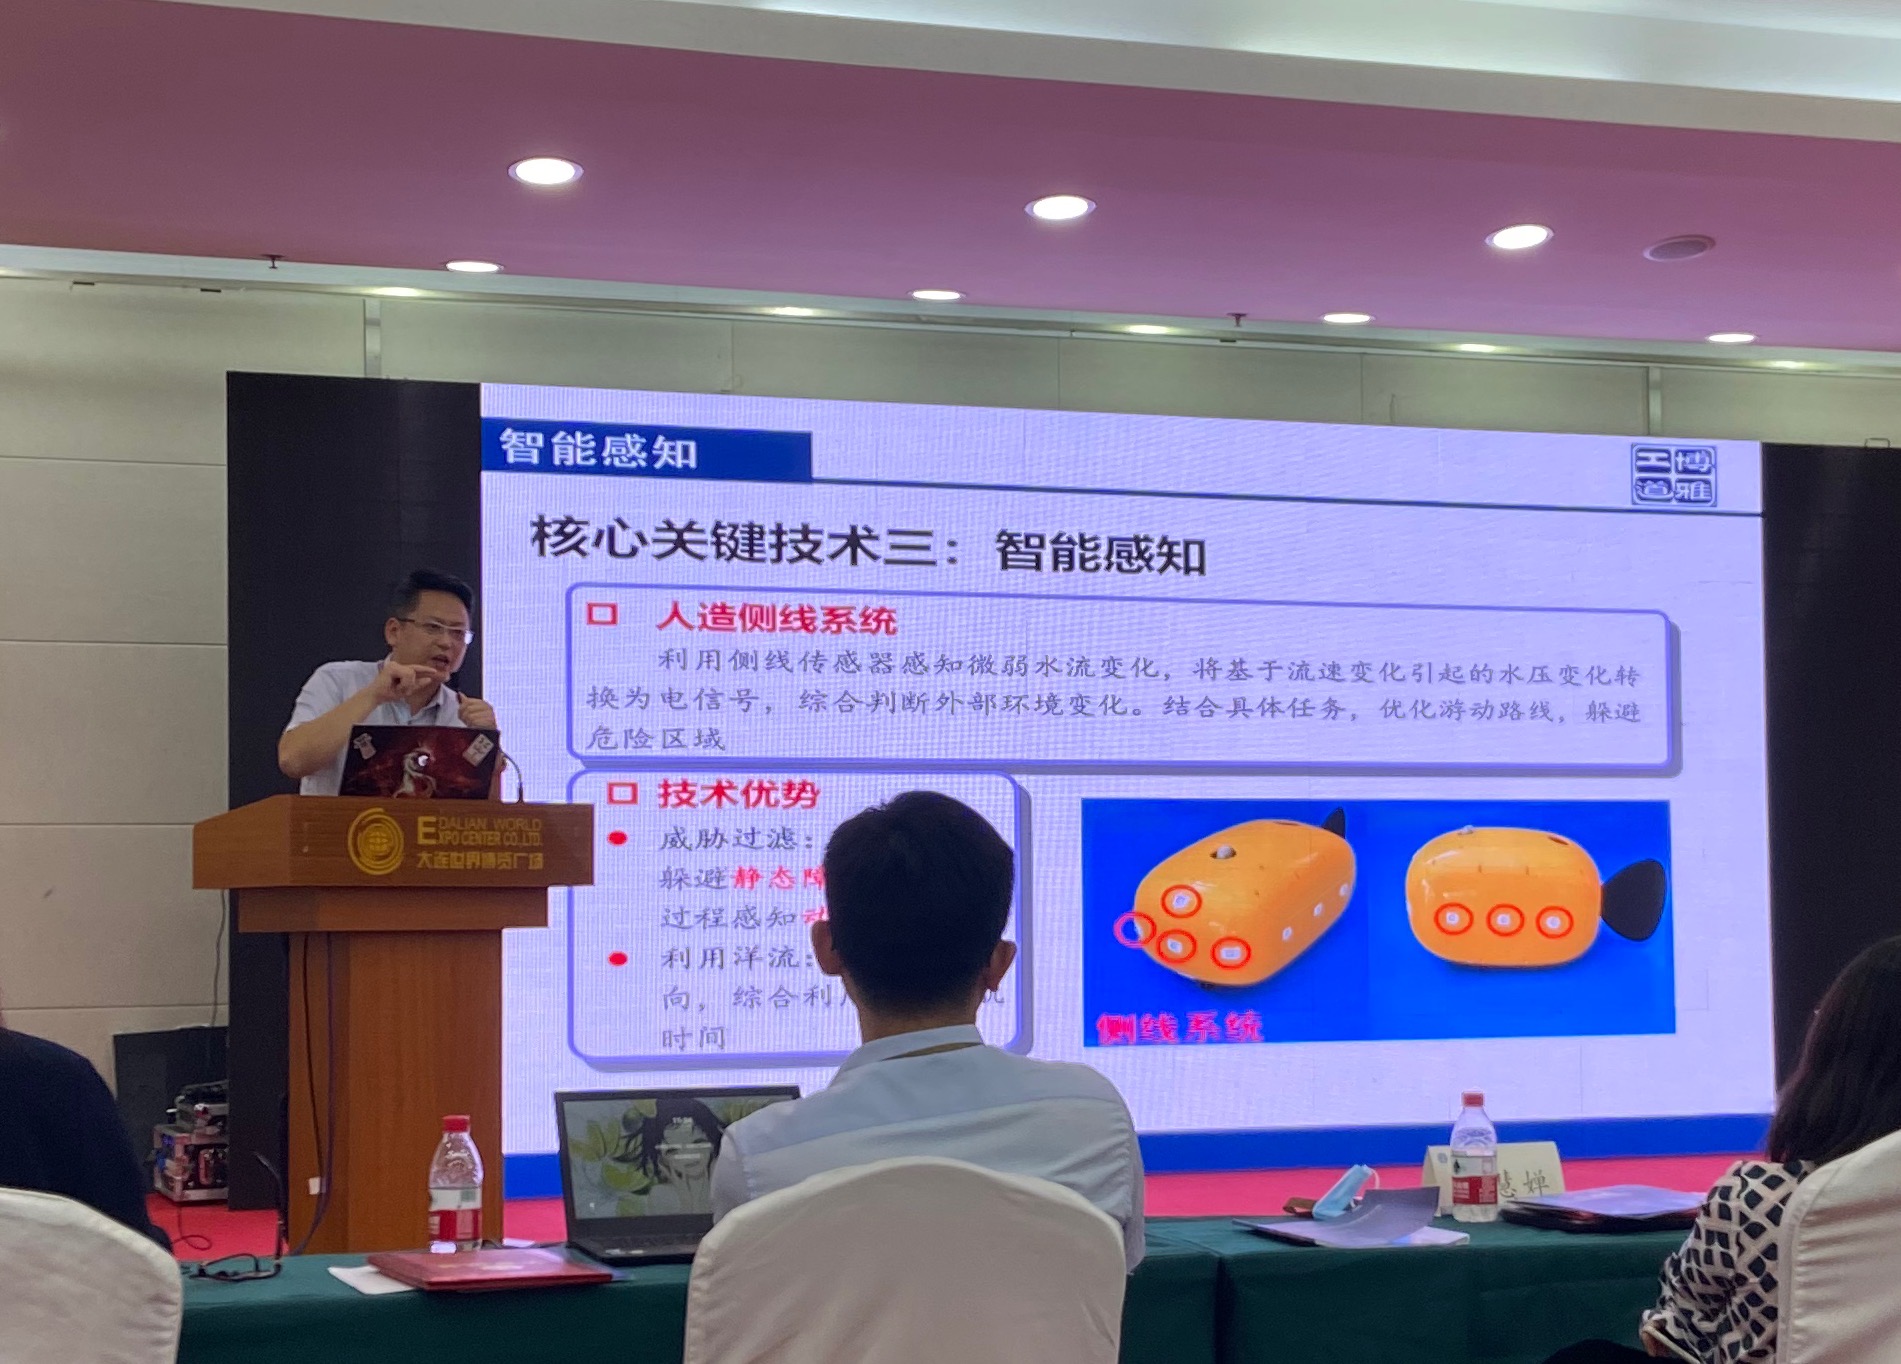 智能感知
博雅
工道
核心关键技术三：智能感知
人造侧线系统
利用侧线传感器感知微弱水流变化，将基于流速变化引起的水压变化转
换为电信号，综合判断外部环境变化。结合具体任务，优化游动路线，躲避
危险区域
技术优势
威胁过滤：
躲避静态障
过程感知动
利用洋流：
向，综合利用
时间
侧线系统
DALIAN WORLD
EXPO CENTER CO.,LTD.
大连世界博览广场
慧婵